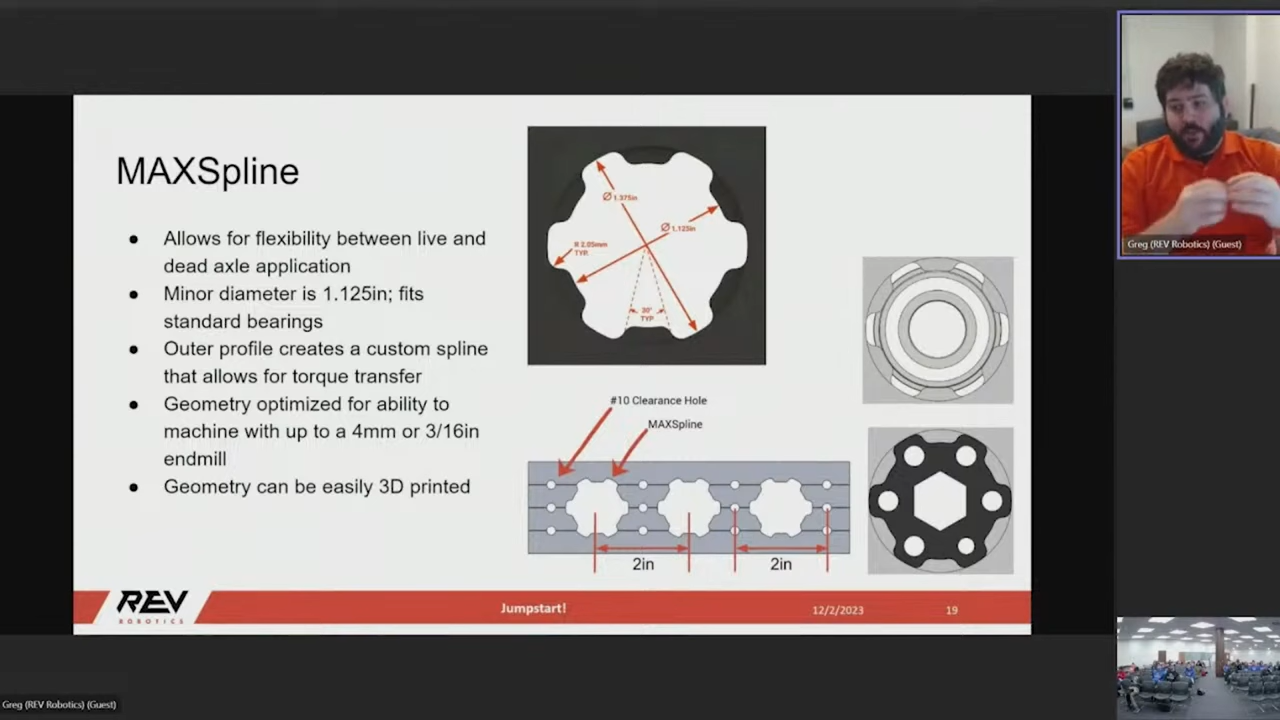 MAXSpline
● Allows for flexibility between live and
dead axle application
● Minor diameter is 1.125in; fits
standard bearings
● Outer profile creates a custom spline
that allows for torque transfer
● Geometry optimized for ability to
machine with up to a 4mm or 3/16in
endmill
● Geometry can be easily 3D printed
Ø 1.375in
Ø 1.125in
R 2.05mm
TYP.
30°
TYP
#10 Clearance Hole
MAXSpline
2in
2in
REV
ROBOTICS
Jumpstart!
12/2/2023
19
Greg (REV Robotics) (Guest)
Greg (REV Robotics) (Guest)